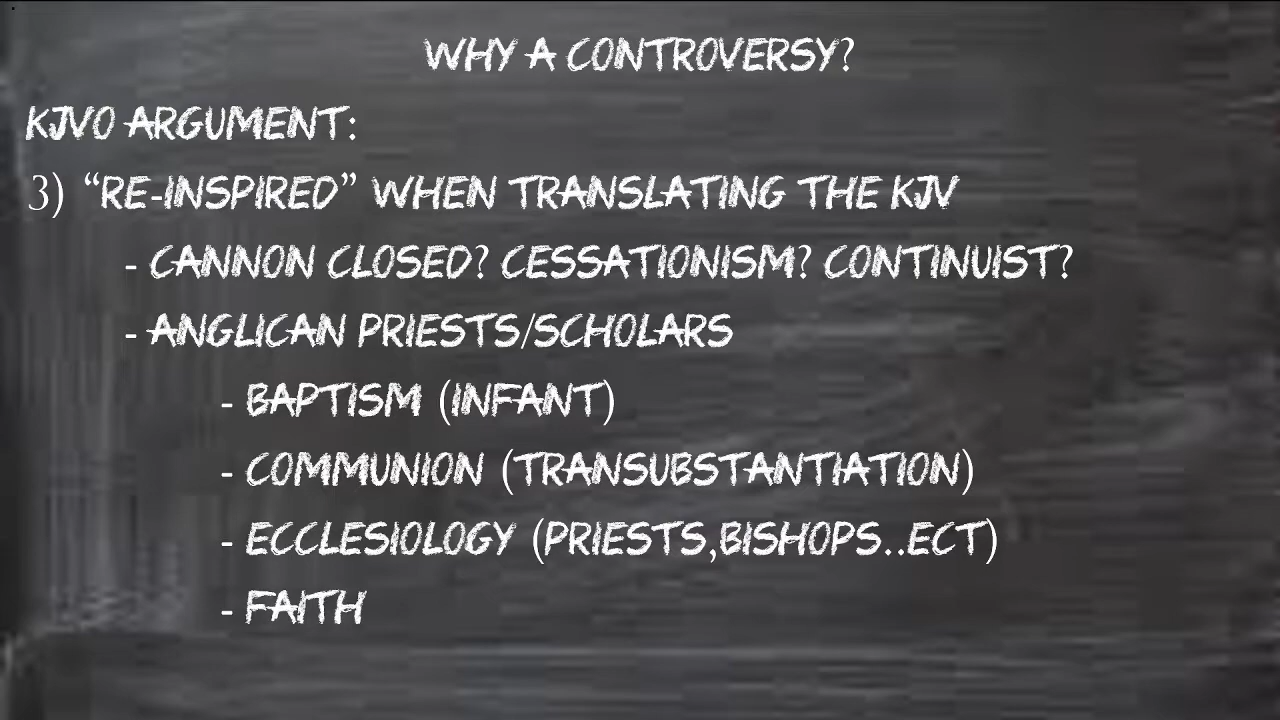 WHY A CONTROVERSY?
KJVO ARGUMENT:
3) “RE-INSPIRED” WHEN TRANSLATING THE KJV
- CANNON CLOSED? CESSATIONISM? CONTINUIST?
- ANGLICAN PRIESTS/SCHOLARS
- BAPTISM (INFANT)
- COMMUNION (TRANSUBSTANTIATION)
- ECCLESIOLOGY (PRIESTS,BISHOPS..ECT)
- FAITH